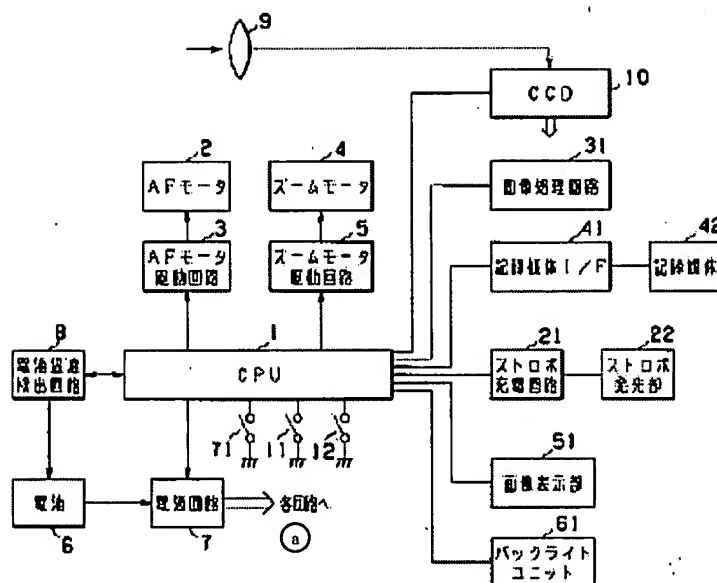 9
CCD
10
2
4
AFモータ
ズームモータ
31
画像処理回路
3
5
AFモータ
駆動回路
ズームモータ
駆動回路
41
42
記録媒体I/F
記録媒体
8
1
電池温度
検出回路
CPU
21
22
ストロボ
充電回路
ストロボ
発光部
71
11
12
51
画像表示部
電池
電源回路
各回路へ
6
7
a
61
バックライト
ユニット